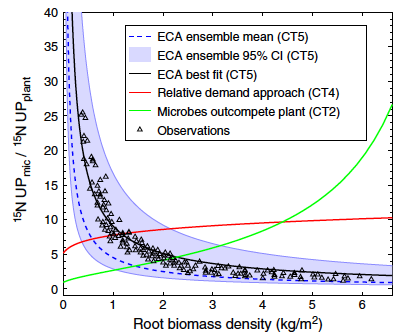 40
35
30
25
20
15
10
5
0
¹⁵N UPmic / ¹⁵N UPplant
ECA ensemble mean (CT5)
ECA ensemble 95% CI (CT5)
ECA best fit (CT5)
Relative demand approach (CT4)
Microbes outcompete plant (CT2)
Observations
0 1 2 3 4 5 6
Root biomass density (kg/m²)